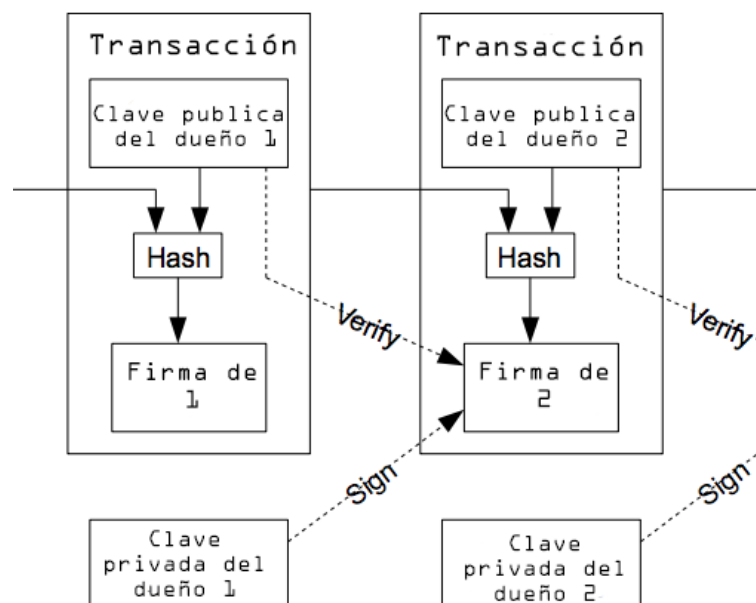 Transacción
Clave publica
del dueño 1
Hash
Firma de
1
Transacción
Clave publica
del dueño 2
Hash
Firma de
2
Verify
Verify
Sign
Sign
Clave
privada del
dueño 1
Clave
privada del
dueño 2